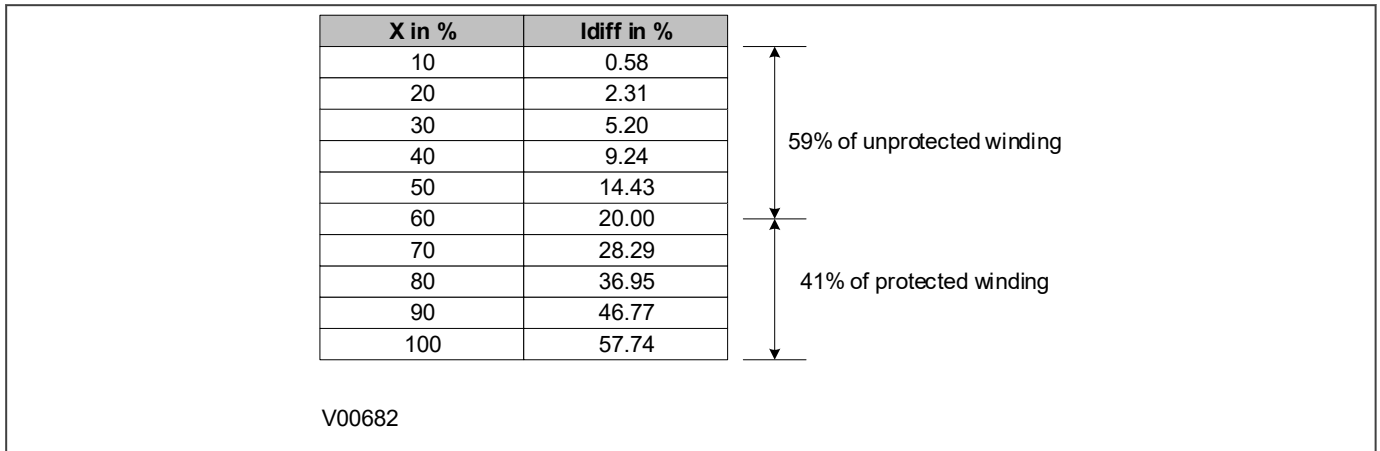 X in % Idiff in %
10 0.58
20 2.31
30 5.20
59% of unprotected winding
40 9.24
50 14.43
60 20.00
70 28.29
80 36.95
41% of protected winding
90 46.77
100 57.74
V00682